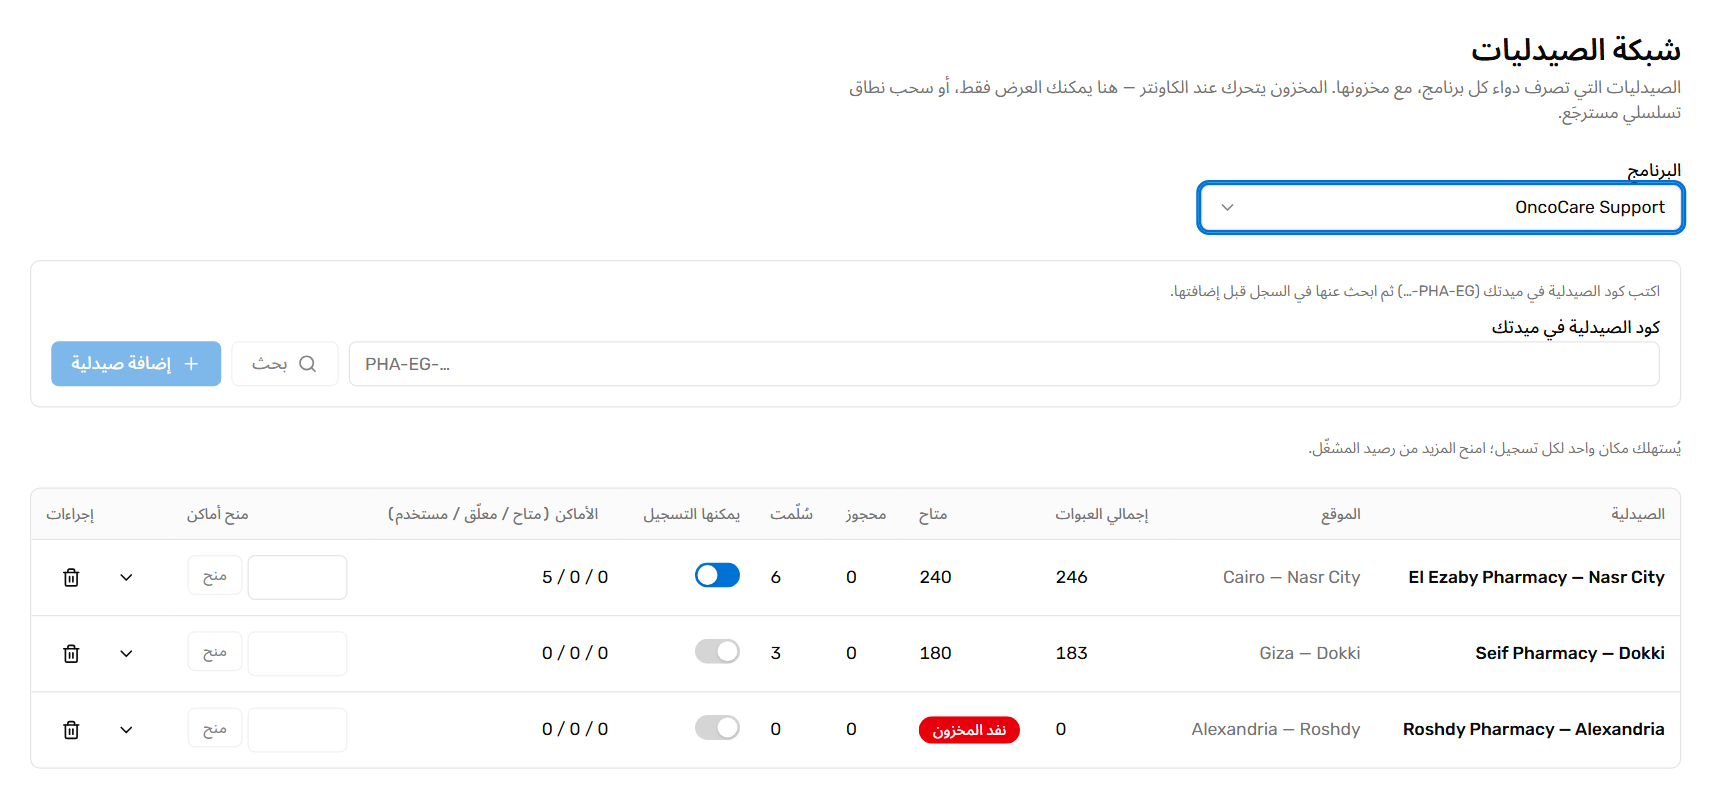 شبكة الصيدليات
الصيدليات التي تصرف دواء كل برنامج، مع مخزونها. المخزون يتحرك عند الكاونتر – هنا يمكنك العرض فقط، أو سحب نطاق
تسلسلي مسترجَع.
البرنامج
OncoCare Support
اكتب كود الصيدلية في ميدتك (PHA-EG-…) ثم ابحث عنها في السجل قبل إضافتها.
كود الصيدلية في ميدتك
PHA-EG-… بحث إضافة صيدلية
يُستهلك مكان واحد لكل تسجيل؛ امنح المزيد من رصيد المشغّل.
الصيدلية الموقع إجمالي العبوات متاح محجوز سُلّمت يمكنها التسجيل الأماكن (متاح / معلّق / مستخدم) منح أماكن إجراءات
El Ezaby Pharmacy – Nasr City Cairo – Nasr City 246 240 0 6 5 / 0 / 0 منح
Seif Pharmacy – Dokki Giza – Dokki 183 180 0 3 0 / 0 / 0 منح
Roshdy Pharmacy – Alexandria Alexandria – Roshdy 0 نفد المخزون 0 0 0 / 0 / 0 منح